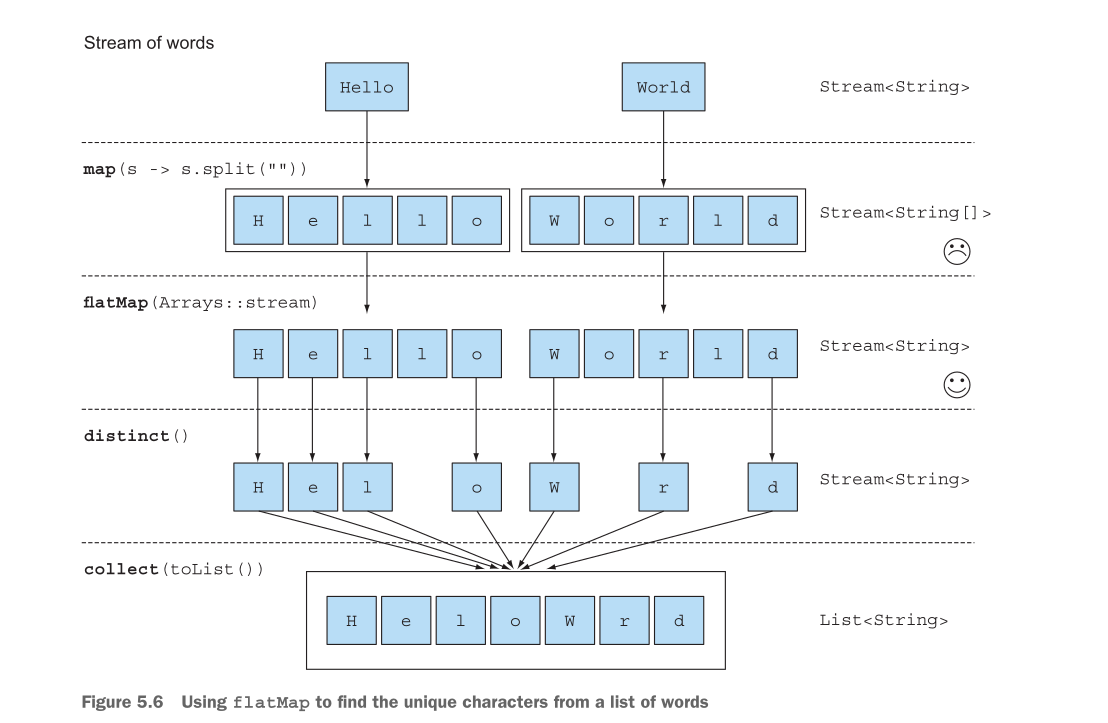 Stream of words
Hello World Stream<String>
map(s -> s.split(""))
H e l l o W o r l d Stream<String[]>
flatMap(Arrays::stream)
H e l l o W o r l d Stream<String>
distinct()
H e l o W r d Stream<String>
collect(toList())
H e l o W r d List<String>
Figure 5.6 Using flatMap to find the unique characters from a list of words